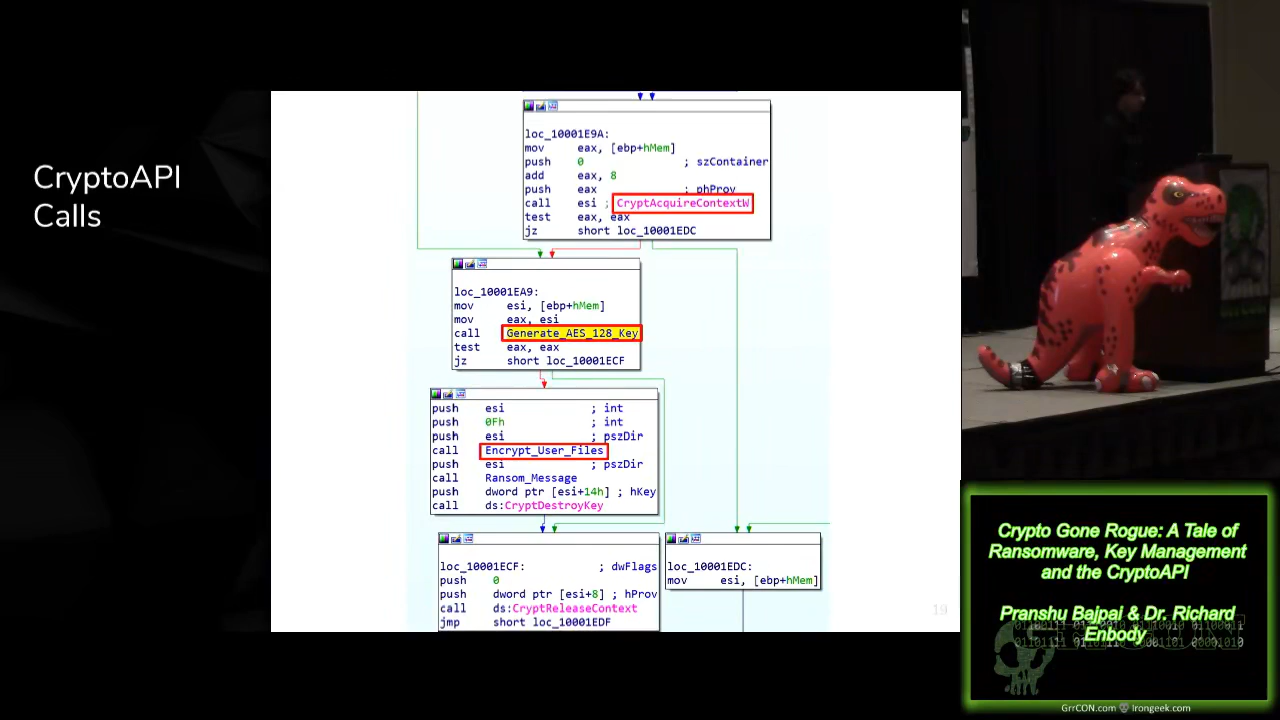 CryptoAPI
Calls
loc_10001E9A:
mov eax, [ebp+hMem]
push 0 ; szContainer
add eax, 8
push eax ; phProv
call esi ; CryptAcquireContextW
test eax, eax
jz short loc_10001EDC
loc_10001EA9:
mov esi, [ebp+hMem]
mov eax, esi
call Generate_AES_128_Key
test eax, eax
jz short loc_10001ECF
push esi ; int
push 0Fh ; int
push esi ; pszDir
call Encrypt_User_Files
push esi ; pszDir
call Ransom_Message
push dword ptr [esi+14h] ; hKey
call ds:CryptDestroyKey
loc_10001ECF: ; dwFlags
push 0
push dword ptr [esi+8] ; hProv
call ds:CryptReleaseContext
jmp short loc_10001EDF
loc_10001EDC:
mov esi, [ebp+hMem]
19
Crypto Gone Rogue: A Tale of
Ransomware, Key Management
and the CryptoAPI
Pranshu Bajpai & Dr. Richard
Enbody
GrrCON.com Irongeek.com